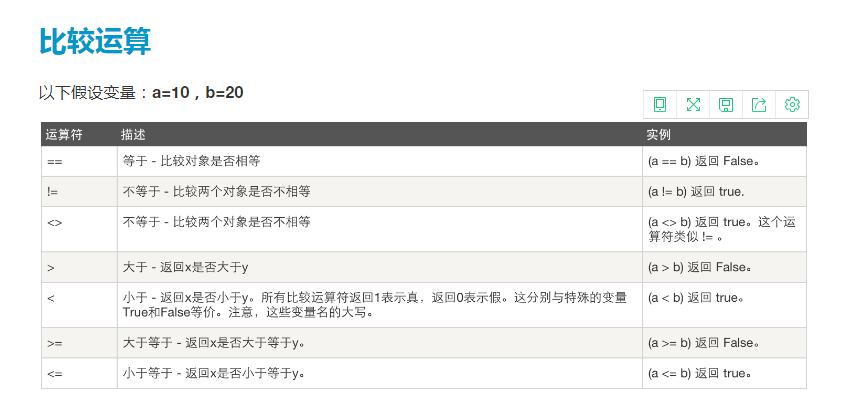 比较运算
以下假设变量：a=10，b=20
运算符 描述 实例
== 等于 - 比较对象是否相等 (a == b) 返回 False。
!= 不等于 - 比较两个对象是否不相等 (a != b) 返回 true.
<> 不等于 - 比较两个对象是否不相等 (a <> b) 返回 true。这个运
算符类似 != 。
> 大于 - 返回x是否大于y (a > b) 返回 False。
< 小于 - 返回x是否小于y。所有比较运算符返回1表示真，返回0表示假。这分别与特殊的变量 (a < b) 返回 true。
True和False等价。注意，这些变量名的大写。
>= 大于等于 - 返回x是否大于等于y。 (a >= b) 返回 False。
<= 小于等于 - 返回x是否小于等于y。 (a <= b) 返回 true。